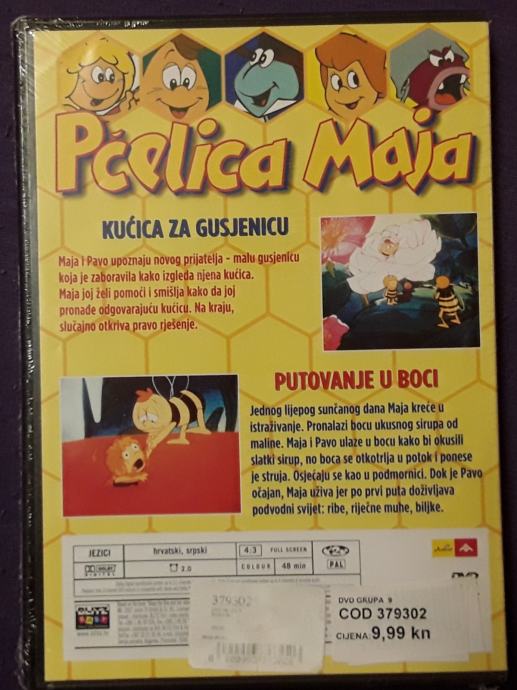 Pčelica Maja
KUĆICA ZA GUSJENICU
Maja i Pavo upoznaju novog prijatelja - malu gusjenicu
koja je zaboravila kako izgleda njena kućica.
Maja joj želi pomoći i smišlja kako da joj
pronađe odgovarajuću kućicu. Na kraju,
slučajno otkriva pravo rješenje.
PUTOVANJE U BOCI
Jednog lijepog sunčanog dana Maja kreće u
istraživanje. Pronalazi bocu ukusnog sirupa od
maline. Maja i Pavo ulaze u bocu kako bi okusili
slatki sirup, no boca se otkotrlja u potok i ponese
je struja. Osjećaju se kao u podmornici. Dok je Pavo
očajan, Maja uživa jer po prvi puta doživljava
podvodni svijet: ribe, riječne muhe, biljke.
JEZICI hrvatski, srpski 4:3 FULL SCREEN
DOLBY DIGITAL 2.0 COLOUR 48 min PAL
379302
DVD GRUPA 9
COD 379302
CIJENA 9,99 kn